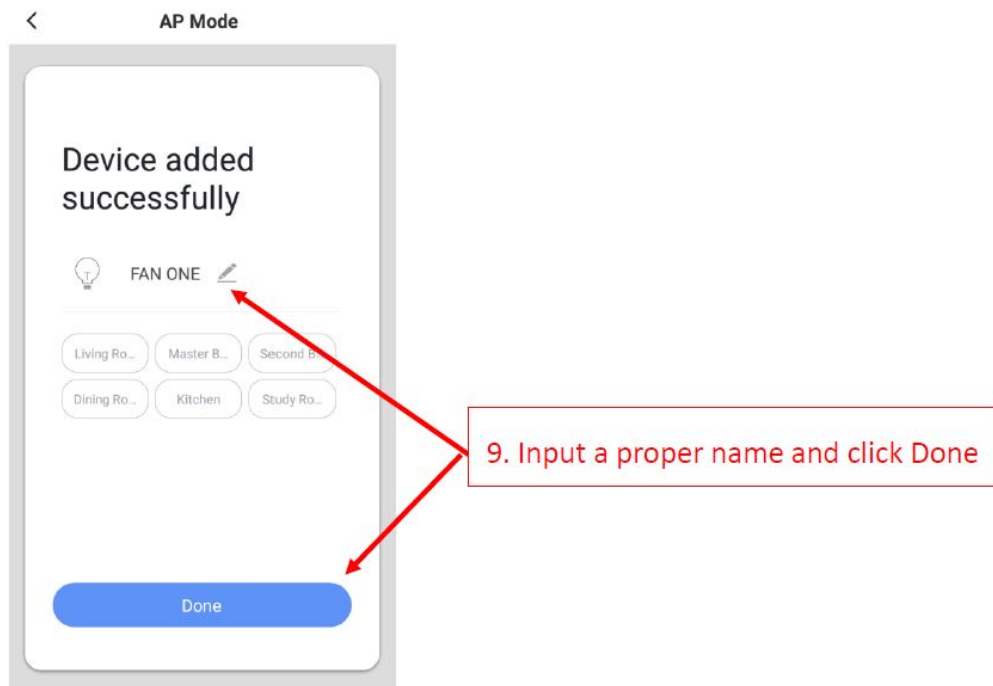 AP Mode
Device added
successfully
FAN ONE
Living Ro...
Master B...
Second B...
Dining Ro...
Kitchen
Study Ro...
9. Input a proper name and click Done
Done